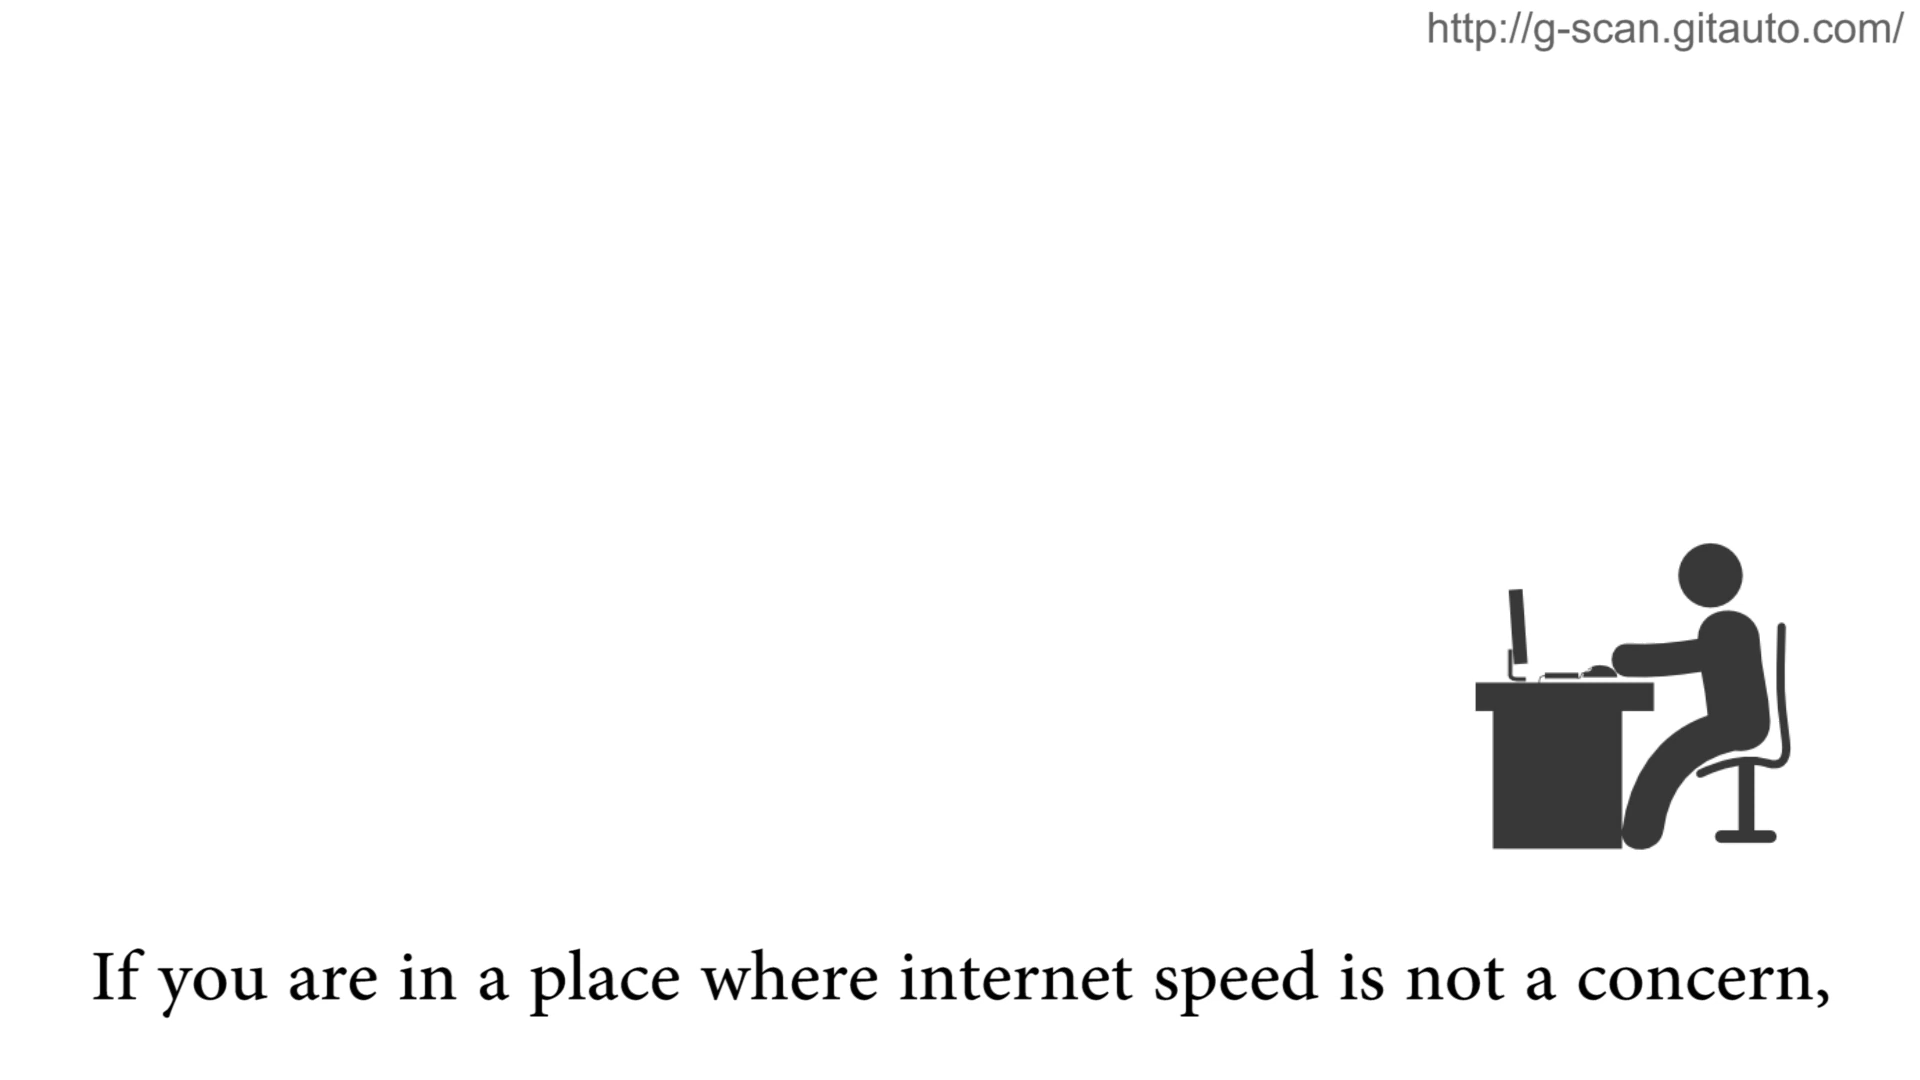 http://g-scan.gitauto.com/
If you are in a place where internet speed is not a concern,